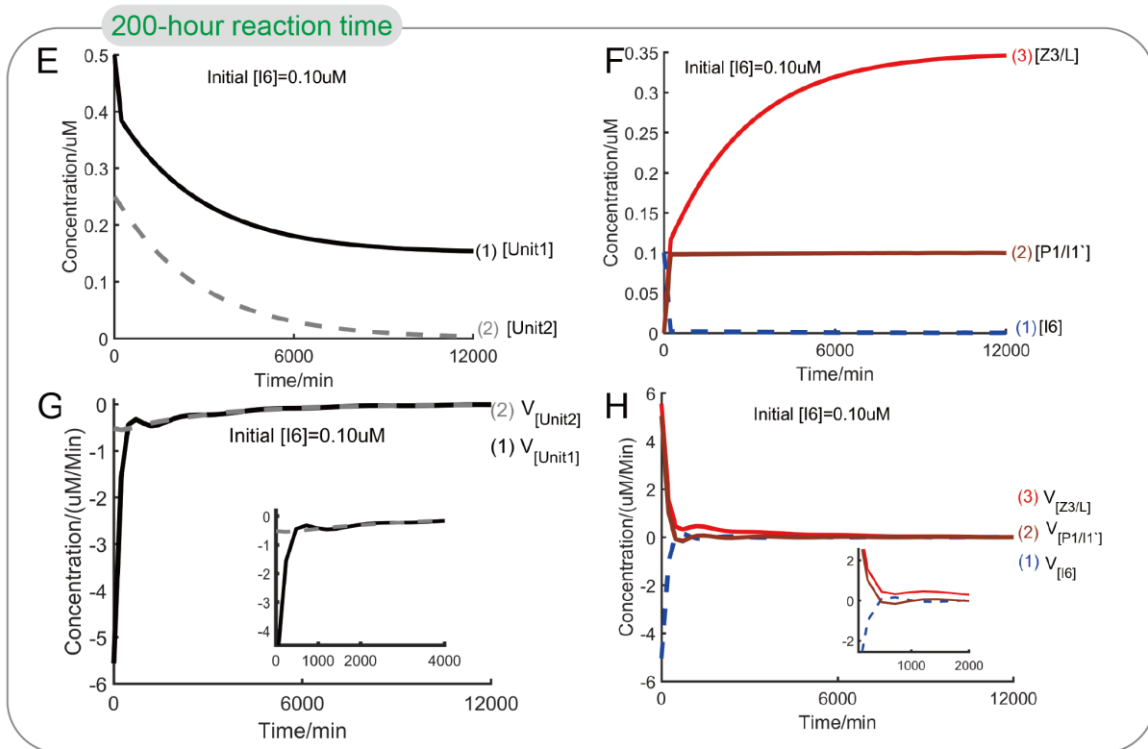 200-hour reaction time
E
Initial [I6]=0.10uM
Concentration/uM
0.5
0.4
0.3
0.2
0.1
0
(1) [Unit1]
(2) [Unit2]
0
6000
12000
Time/min
F
Initial [I6]=0.10uM
Concentration/uM
0.35
0.3
0.25
0.2
0.15
0.1
0.05
0
(3) [Z3/L]
(2) [P1/I1`]
(1) [I6]
0
6000
12000
Time/min
G
Initial [I6]=0.10uM
Concentration/(uM/Min)
0
-1
-2
-3
-4
-5
-6
(2) V[Unit2]
(1) V[Unit1]
0
-1
-2
-3
-4
0
1000
2000
4000
0
6000
12000
Time/min
H
Initial [I6]=0.10uM
Concentration/(uM/Min)
6
4
2
0
-2
-4
-6
(3) V[Z3/L]
(2) V[P1/I1`]
(1) V[I6]
2
0
-2
1000
2000
0
6000
12000
Time/min